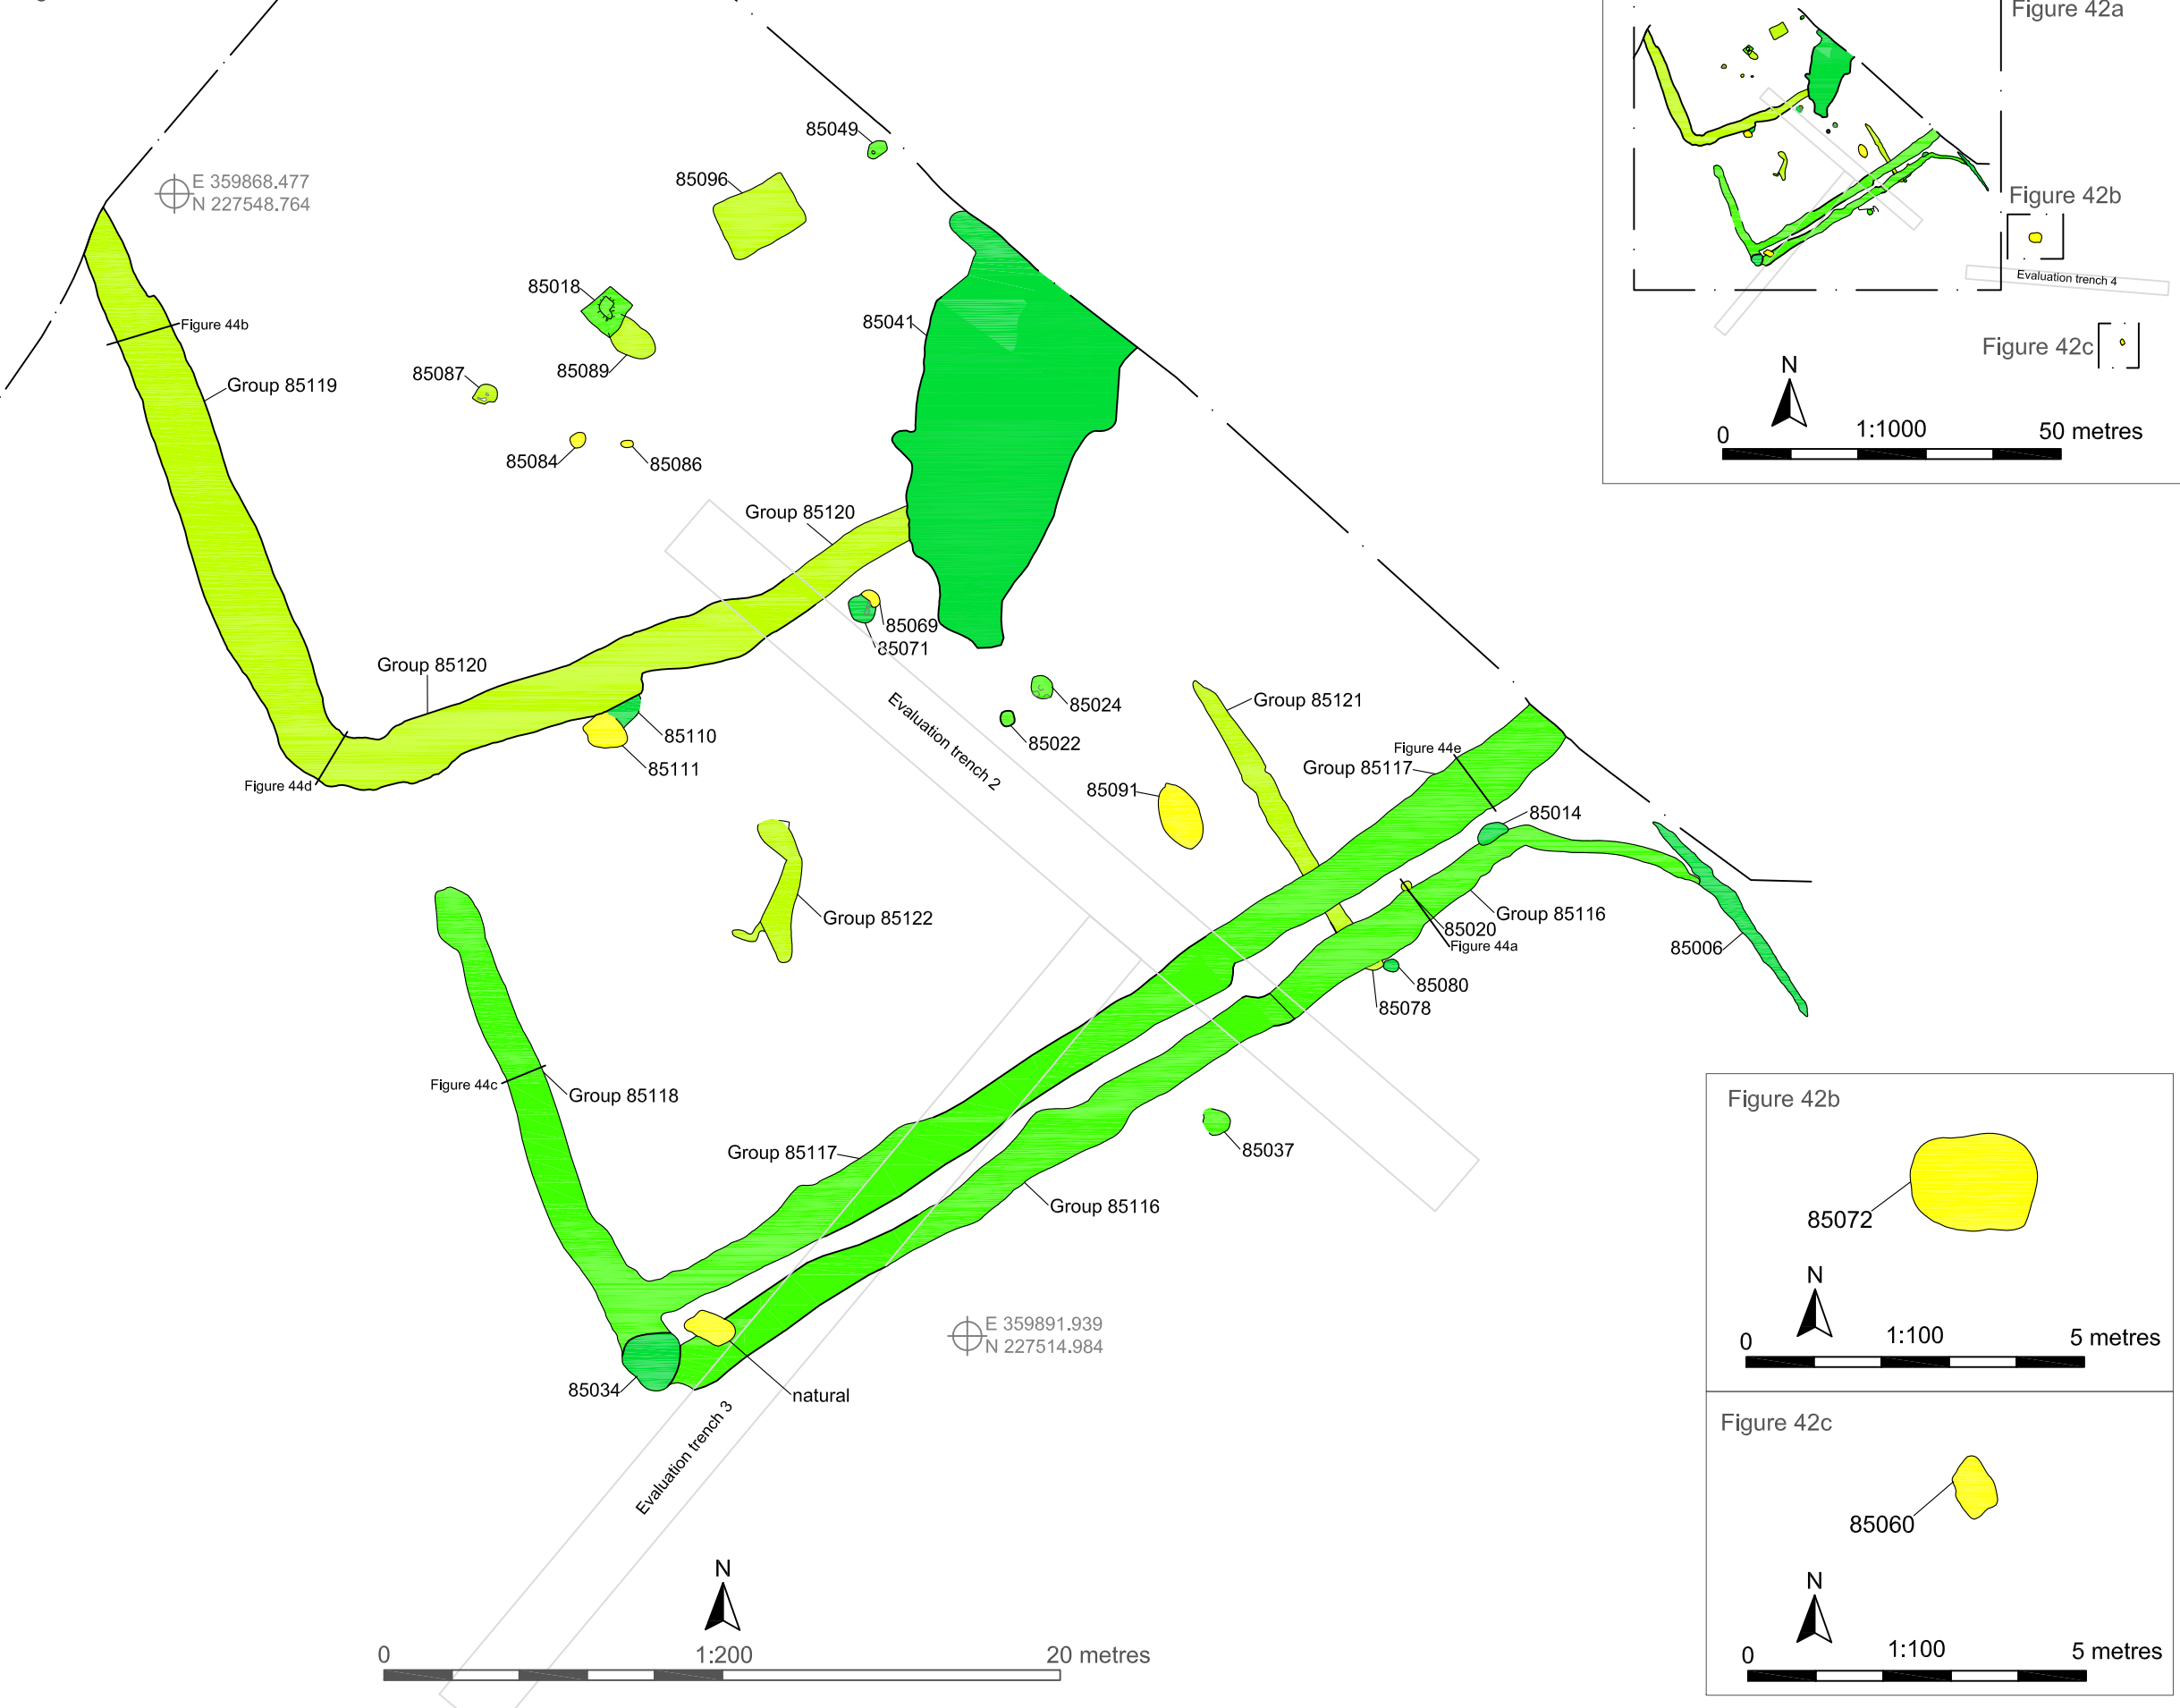 Figure 42a
85049
85096
E 359868.477
N 227548.764
Figure 42b
Evaluation trench 4
85018
Figure 44b
85041
Figure 42c
85089
85087
Group 85119
N
0 1:1000 50 metres
85084
85086
Group 85120
85069
85071
Group 85120
85024
Group 85121
85110
85022
Evaluation trench 2
85111
Figure 44d
Figure 44e
Group 85117
85091
85014
Group 85122
Group 85116
85020
Figure 44a
85006
85080
85078
Figure 44c
Group 85118
Figure 42b
85037
Group 85117
Group 85116
85072
N
0 1:100 5 metres
E 359891.939
N 227514.984
85034
natural
Evaluation trench 3
Figure 42c
85060
N
0 1:100 5 metres
N
0 1:200 20 metres